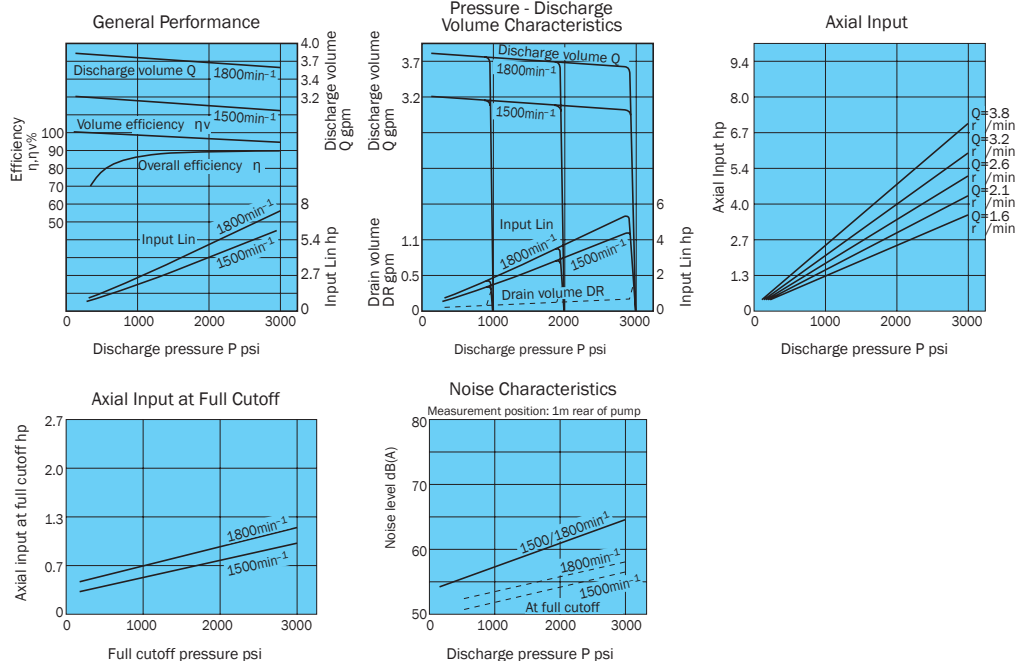 General Performance
4.0
3.7
3.4
3.2
Discharge volume
Q gpm
Discharge volume Q
1800min⁻¹
1500min⁻¹
Volume efficiency ηv
Overall efficiency η
Efficiency
η,ηv%
100
90
80
70
60
50
Input Lin
1800min⁻¹
1500min⁻¹
8
5.4
2.7
0
Input Lin hp
0
1000
2000
3000
Discharge pressure P psi
Pressure - Discharge
Volume Characteristics
Discharge volume
Q gpm
3.7
3.2
Discharge volume Q
1800min⁻¹
1500min⁻¹
Drain volume
DR gpm
1.1
0.5
0
Input Lin
1800min⁻¹
1500min⁻¹
Drain volume DR
6
4
2
0
Input Lin hp
0
1000
2000
3000
Discharge pressure P psi
Axial Input
Axial Input hp
9.4
8.0
6.7
5.4
4.0
2.7
1.3
0
Q=3.8
r /min
Q=3.2
r /min
Q=2.6
r /min
Q=2.1
r /min
Q=1.6
r /min
0
1000
2000
3000
Discharge pressure P psi
Axial Input at Full Cutoff
Axial input at full cutoff hp
2.7
2.0
1.3
0.7
0
1800min⁻¹
1500min⁻¹
0
1000
2000
3000
Full cutoff pressure psi
Noise Characteristics
Measurement position: 1m rear of pump
Noise level dB(A)
80
70
60
50
1500/1800min⁻¹
1800min⁻¹
1500min⁻¹
At full cutoff
0
1000
2000
3000
Discharge pressure P psi